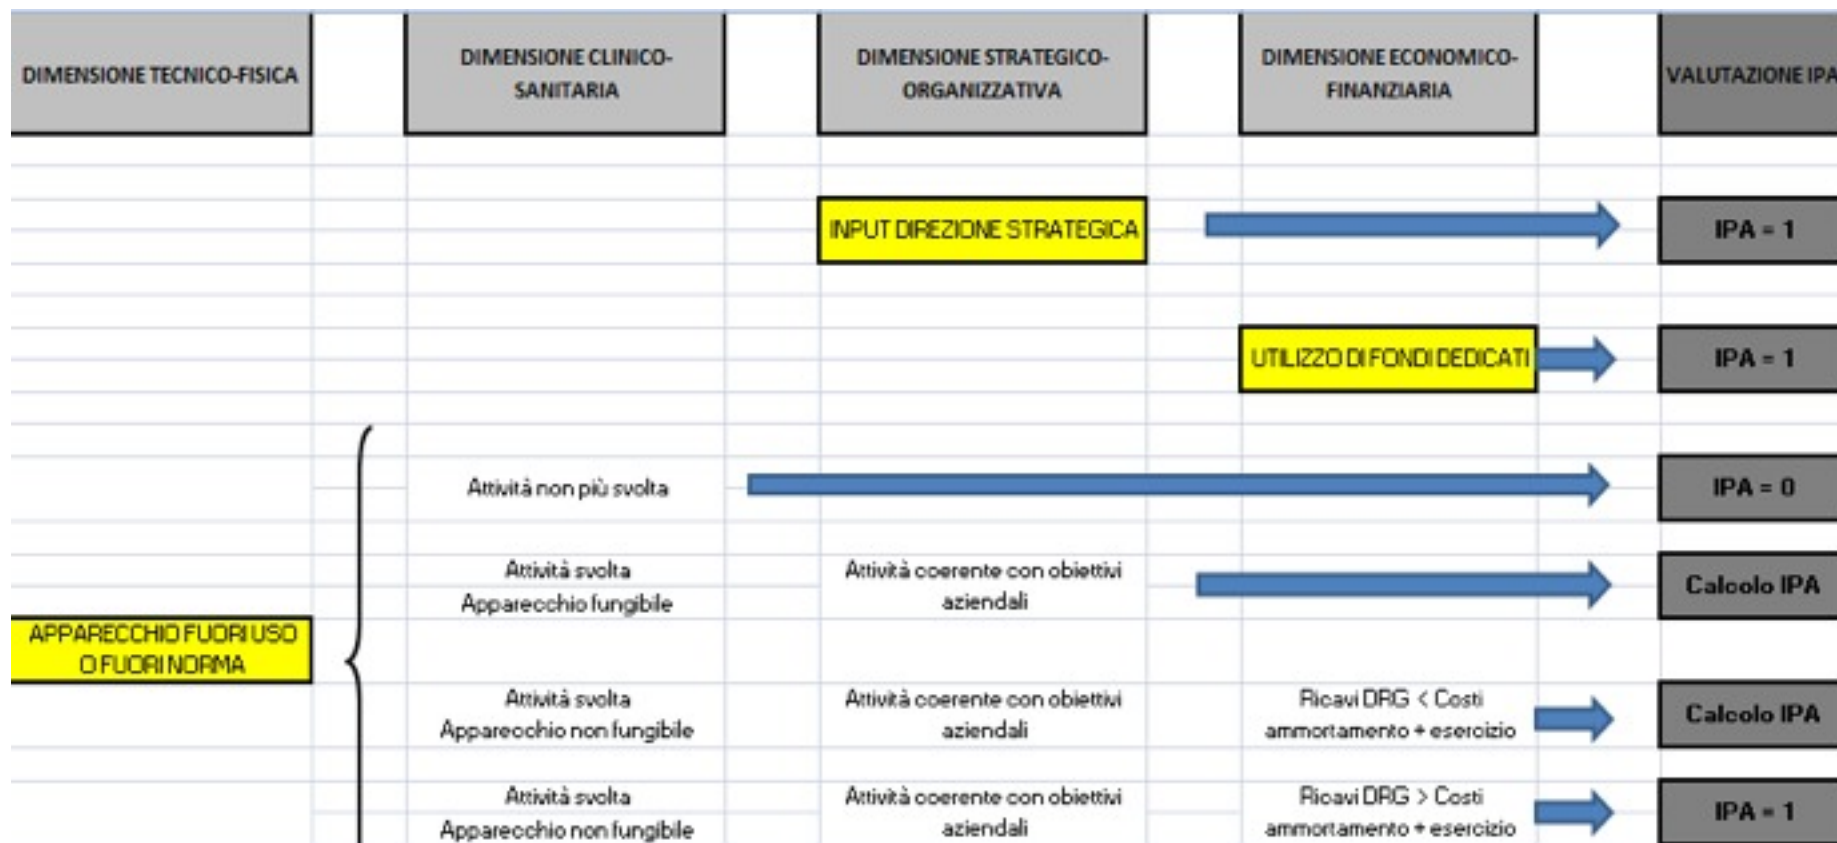 DIMENSIONE TECNICO-FISICA
DIMENSIONE CLINICO-
SANITARIA
DIMENSIONE STRATEGICO-
ORGANIZZATIVA
DIMENSIONE ECONOMICO-
FINANZIARIA
VALUTAZIONE IPA
INPUT DIREZIONE STRATEGICA
IPA = 1
UTILIZZO DI FONDI DEDICATI
IPA = 1
Attività non più svolta
IPA = 0
Attività svolta
Apparecchio fungibile
Attività coerente con obiettivi
aziendali
Calcolo IPA
APPARECCHIO FUORI USO
O FUORI NORMA
Attività svolta
Apparecchio non fungibile
Attività coerente con obiettivi
aziendali
Ricavi DRG < Costi
ammortamento + esercizio
Calcolo IPA
Attività svolta
Apparecchio non fungibile
Attività coerente con obiettivi
aziendali
Ricavi DRG > Costi
ammortamento + esercizio
IPA = 1